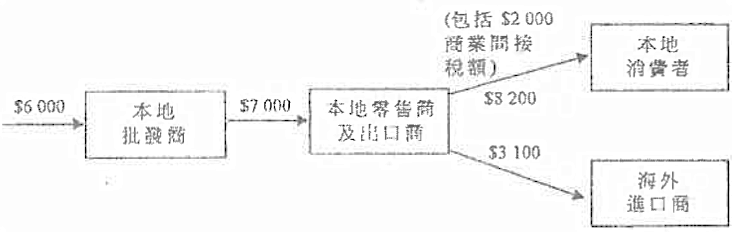 (包括 $2 000
商業間接
稅額)
本地
消費者
$6 000
本地
批發商
$7 000
本地零售商
及出口商
$8 200
$3 100
海外
進口商